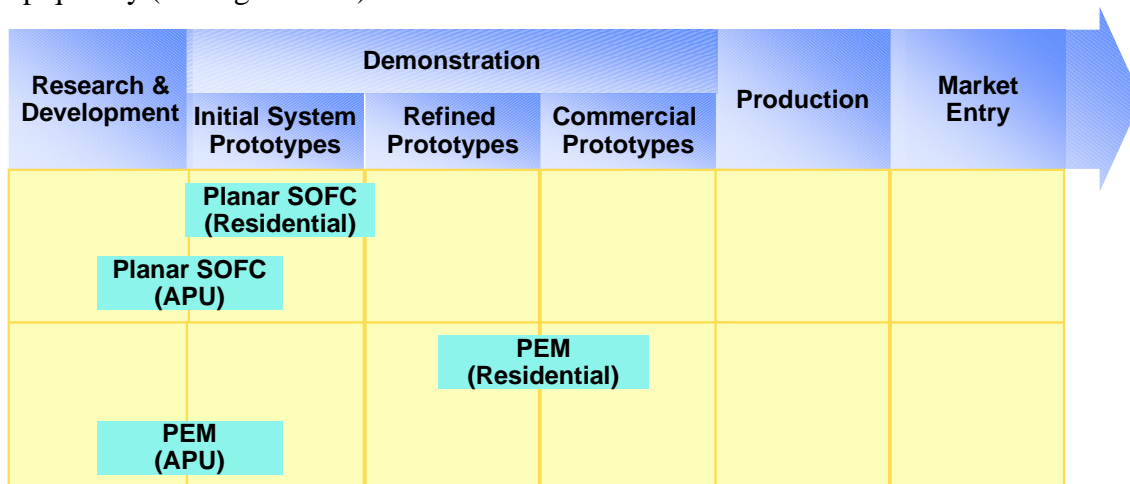 Demonstration
Research &
Development
Initial System
Prototypes
Refined
Prototypes
Commercial
Prototypes
Production
Market
Entry
Planar SOFC
(Residential)
Planar SOFC
(APU)
PEM
(Residential)
PEM
(APU)